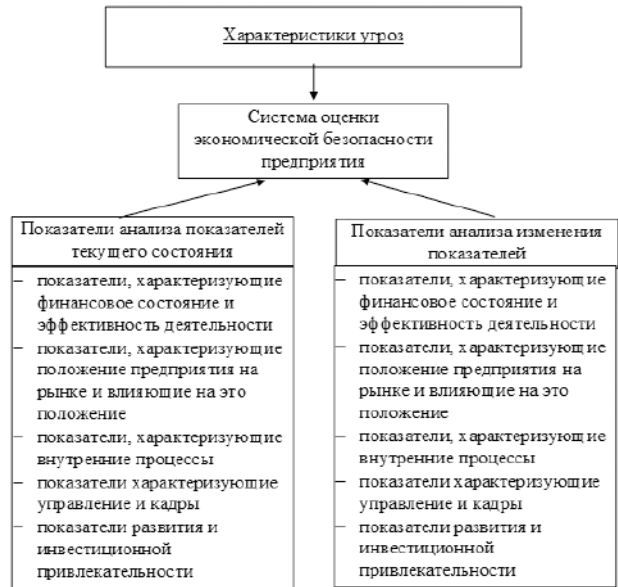 Характеристики угроз
Система оценки
экономической безопасности
предприятия
Показатели анализа показателей
текущего состояния
– показатели, характеризующие
финансовое состояние и
эффективность деятельности
– показатели, характеризующие
положение предприятия на
рынке и влияющие на это
положение
– показатели, характеризующие
внутренние процессы
– показатели характеризующие
управление и кадры
– показатели развития и
инвестиционной
привлекательности
Показатели анализа изменения
показателей
– показатели, характеризующие
финансовое состояние и
эффективность деятельности
– показатели, характеризующие
положение предприятия на
рынке и влияющие на это
положение
– показатели, характеризующие
внутренние процессы
– показатели характеризующие
управление и кадры
– показатели развития и
инвестиционной
привлекательности